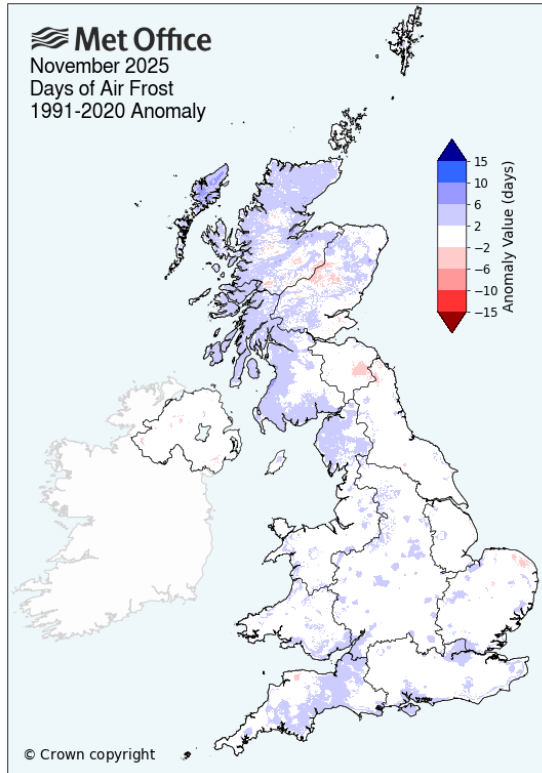 Met Office
November 2025
Days of Air Frost
1991-2020 Anomaly
15
10
6
2
−2
−6
−10
−15
Anomaly Value (days)
© Crown copyright